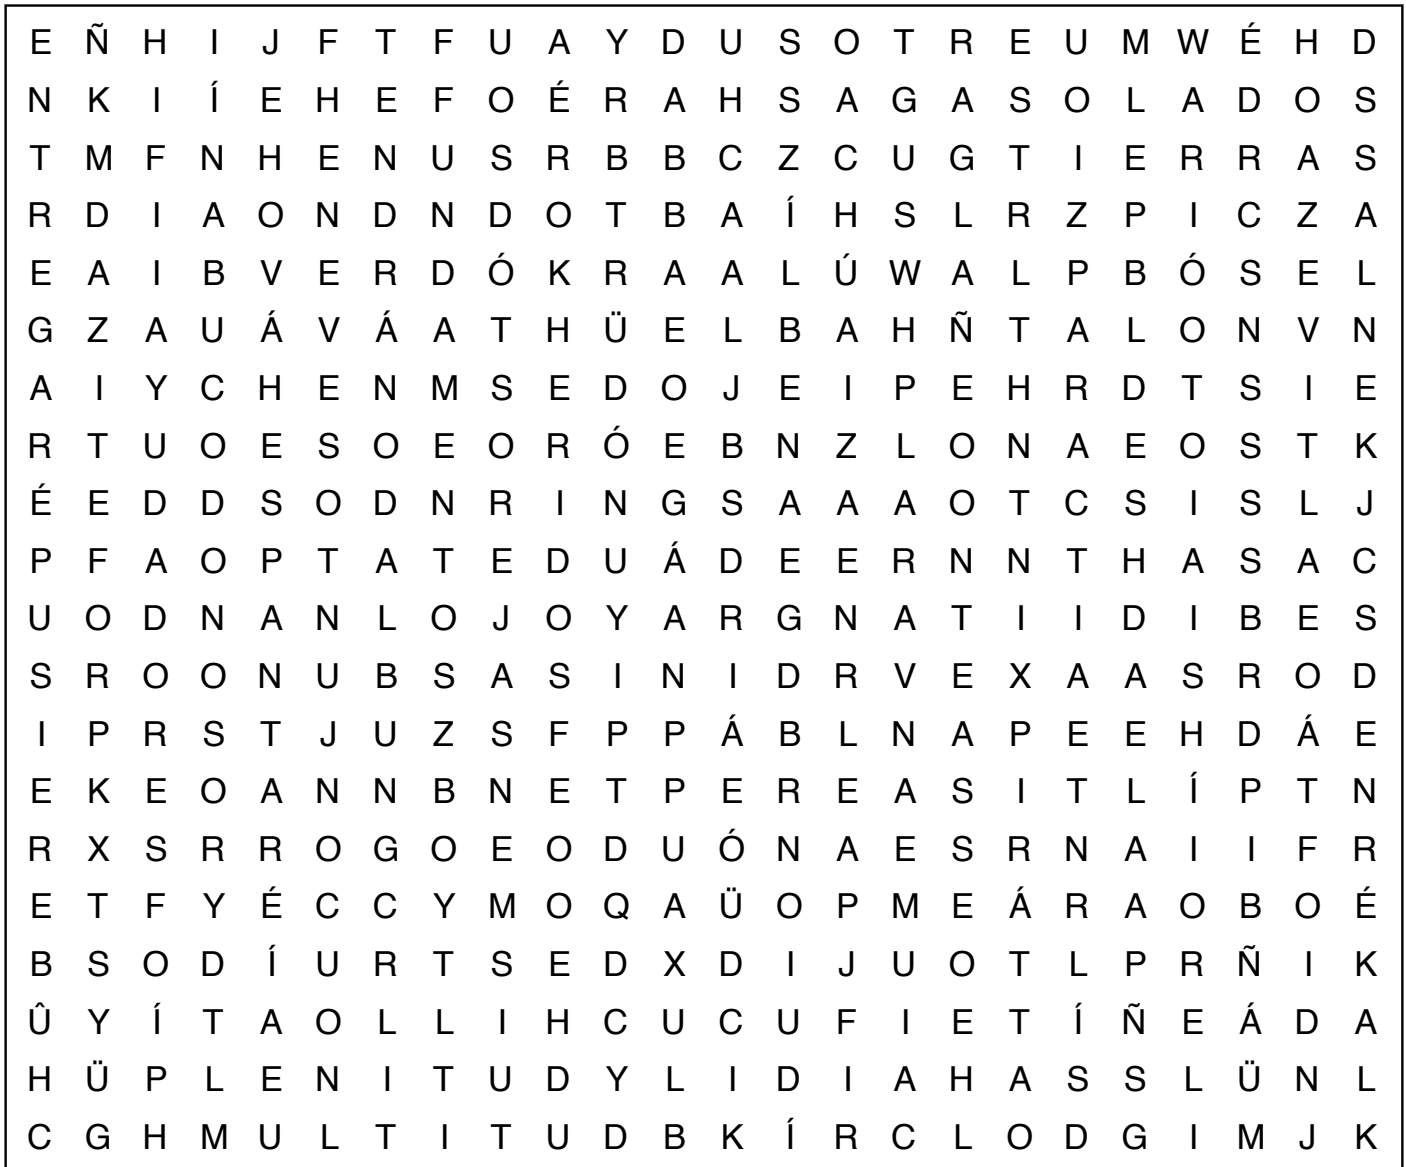 E Ñ H I J F T F U A Y D U S O T R E U M W É H D
N K I Í E H E F O É R A H S A G A S O L A D O S
T M F N H E N U S R B B C Z C U G T I E R R A S
R D I A O N D N D O T B A Í H S L R Z P I C Z A
E A I B V E R D Ó K R A A L Ú W A L P B Ó S E L
G Z A U Á V Á A T H Ü E L B A H Ñ T A L O N V N
A I Y C H E N M S E D O J E I P E H R D T S I E
R T U O E S O E O R Ó E B N Z L O N A E O S T K
É E D D S O D N R I N G S A A A O T C S I S L J
P F A O P T A T E D U Á D E E R N N T H A S A C
U O D N A N L O J O Y A R G N A T I I D I B E S
S R O O N U B S A S I N I D R V E X A A S R O D
I P R S T J U Z S F P P Á B L N A P E E H D Á E
E K E O A N N B N E T P E R E A S I T L Í P T N
R X S R R O G O E O D U Ó N A E S R N A I I F R
E T F Y É C C Y M O Q A Ü O P M E Á R A O B O É
B S O D Í U R T S E D X D I J U O T L P R Ñ I K
Û Y Í T A O L L I H C U C U F I E T Í Ñ E Á D A
H Ü P L E N I T U D Y L I D I A H A S S L Ü N L
C G H M U L T I T U D B K Í R C L O D G I M J K